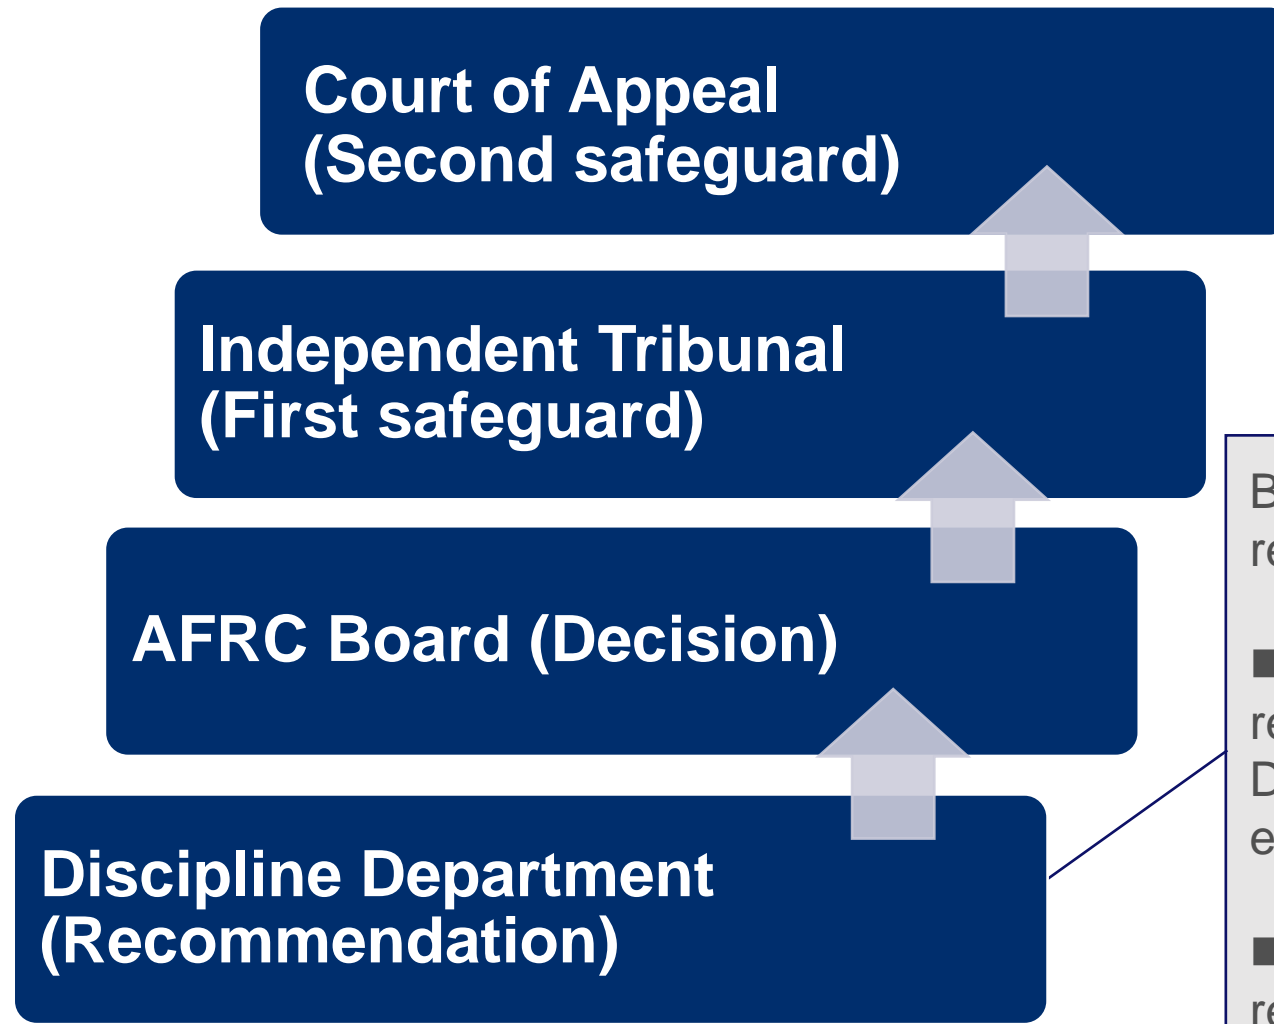 Court of Appeal
(Second safeguard)
Independent Tribunal
(First safeguard)
AFRC Board (Decision)
Discipline Department
(Recommendation)